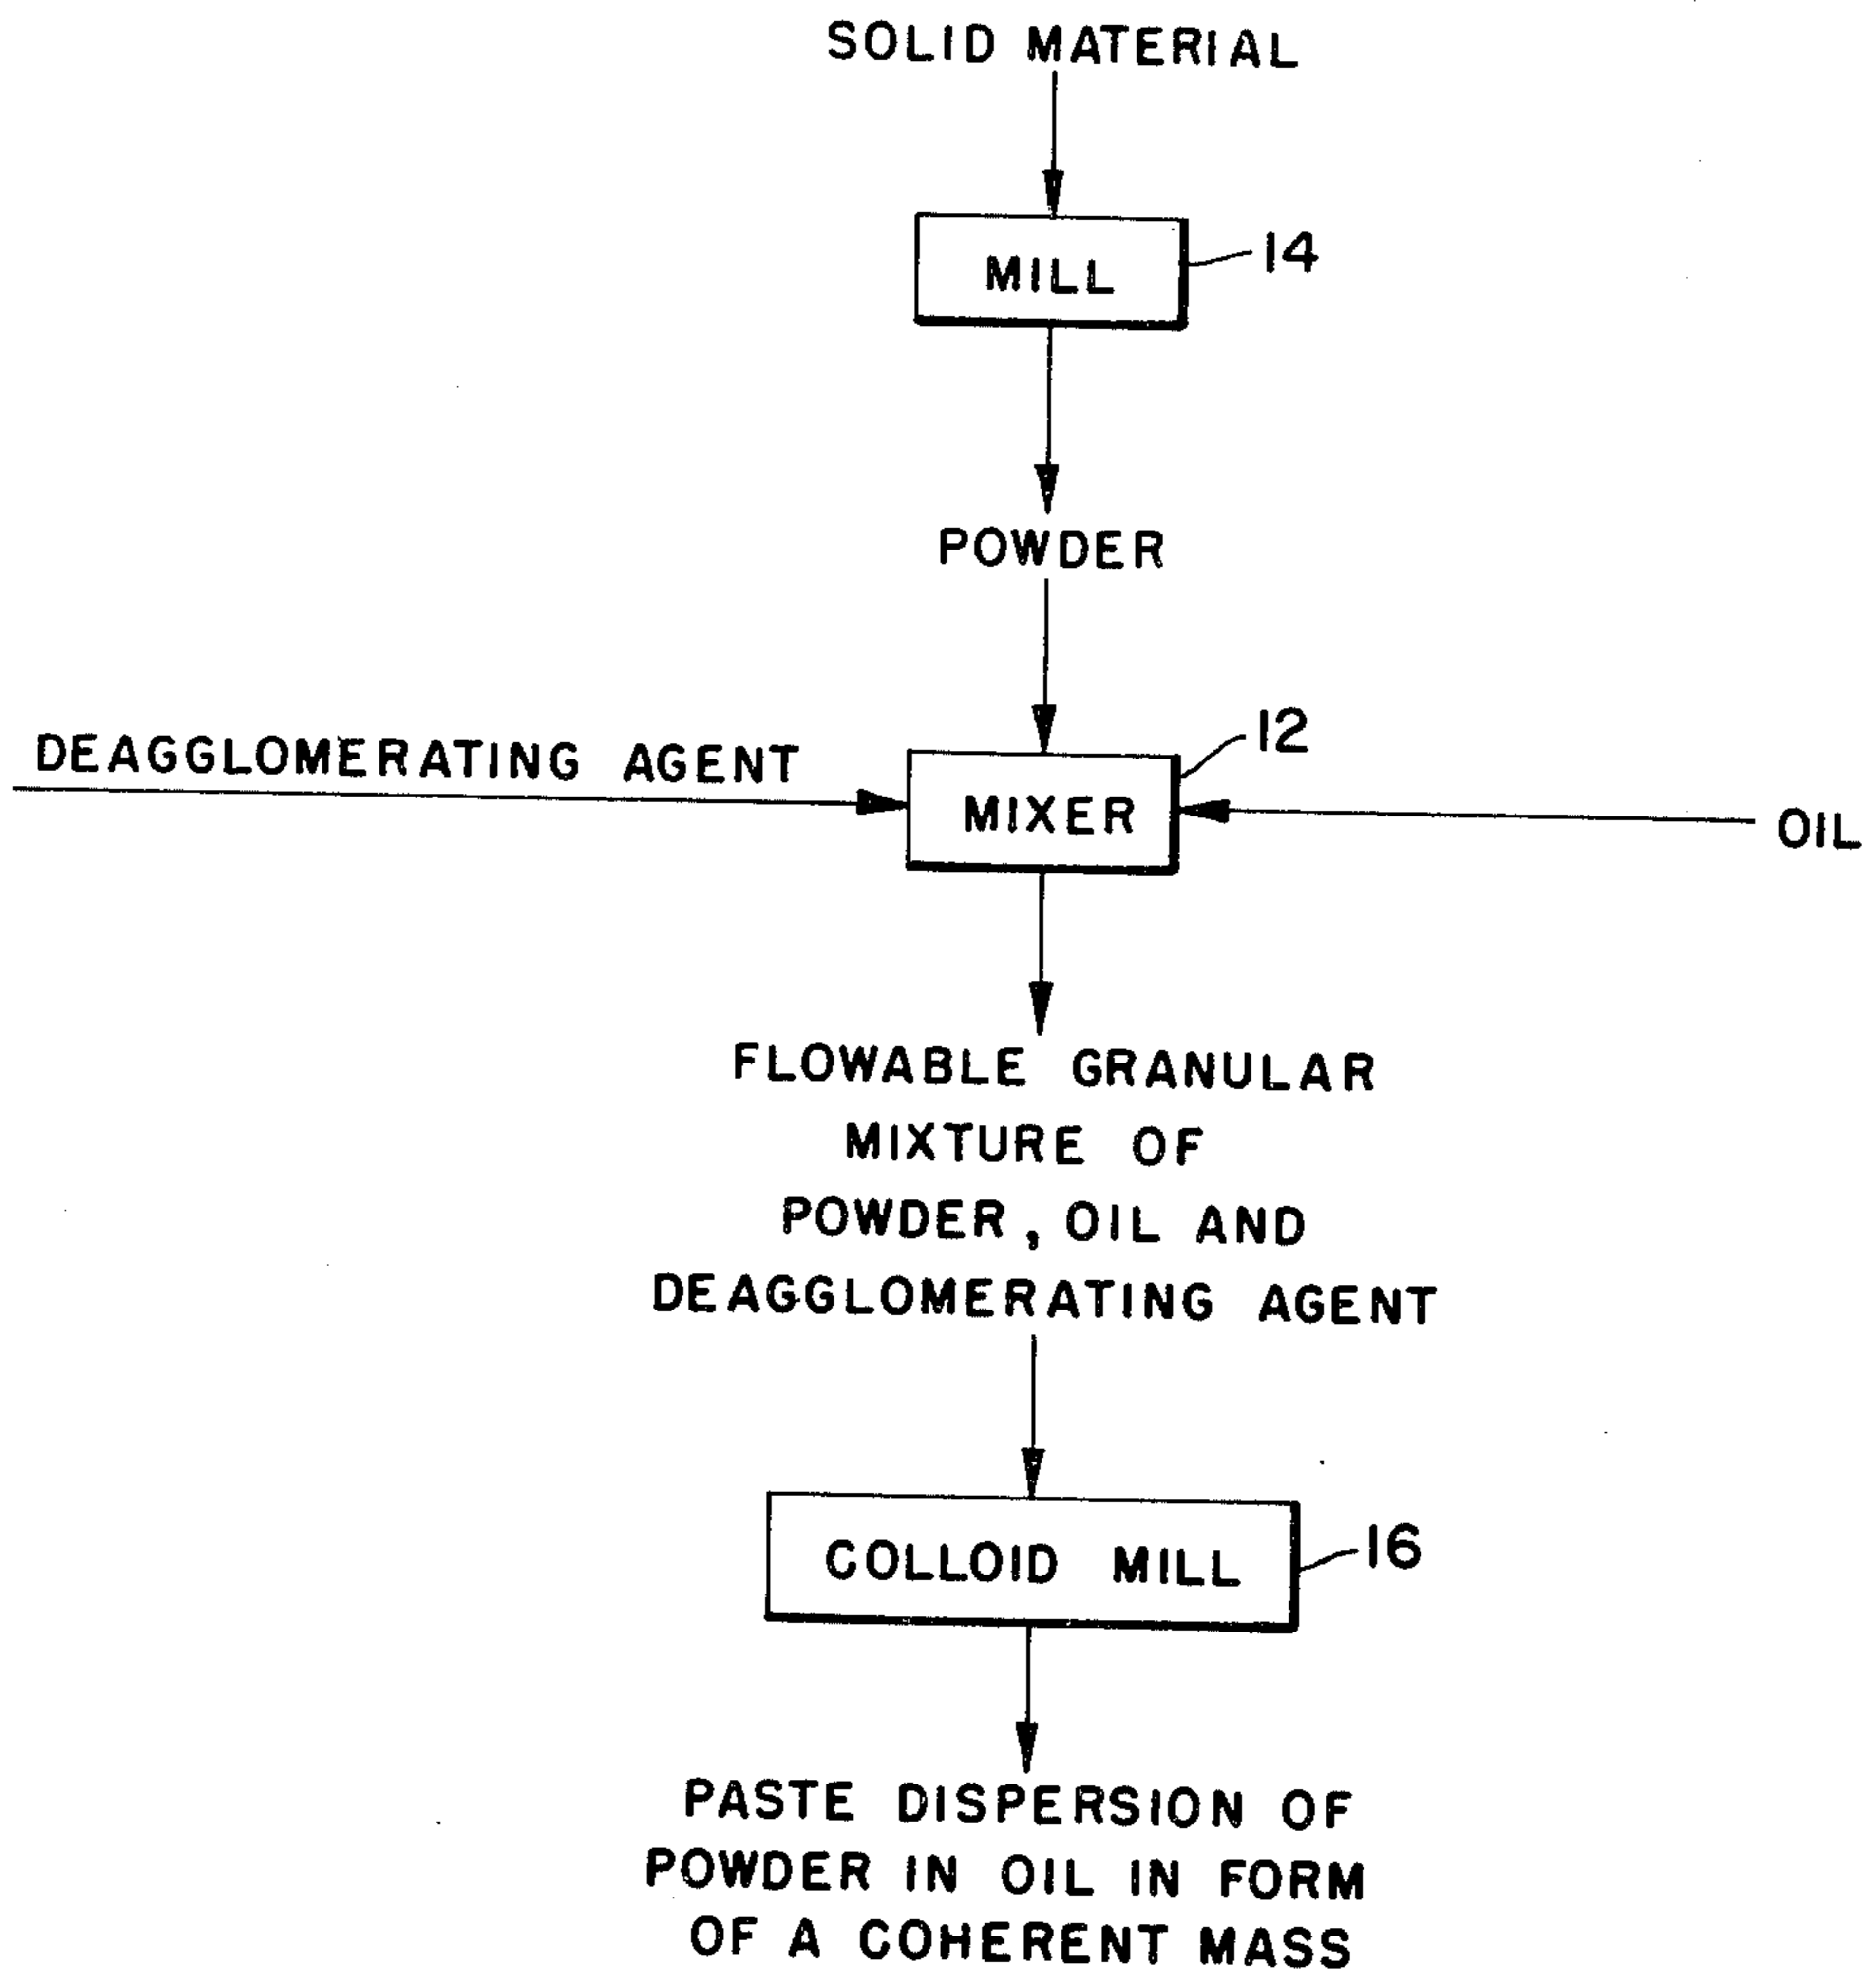 SOLID MATERIAL
MILL
14
POWDER
12
DEAGGLOMERATING AGENT
MIXER
OIL
FLOWABLE GRANULAR
MIXTURE OF
POWDER, OIL AND
DEAGGLOMERATING AGENT
COLLOID MILL
16
PASTE DISPERSION OF
POWDER IN OIL IN FORM
OF A COHERENT MASS